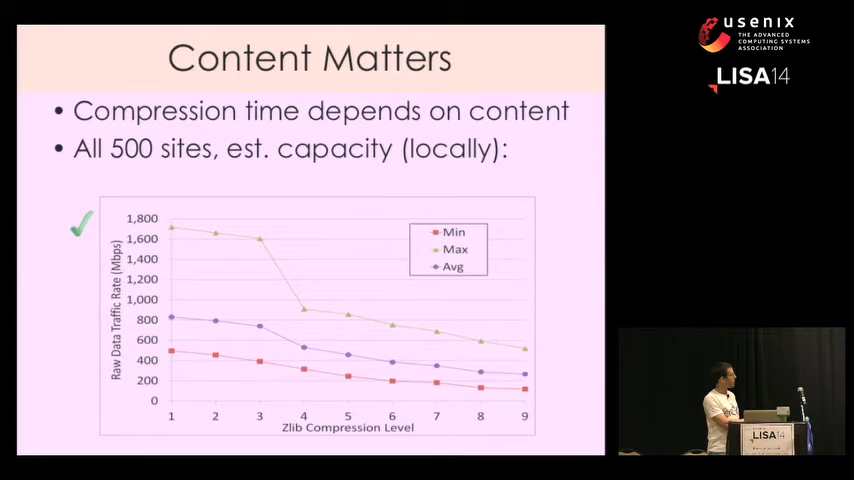 usenix
THE ADVANCED
COMPUTING SYSTEMS
ASSOCIATION
LISA14
Content Matters
• Compression time depends on content
• All 500 sites, est. capacity (locally):
1,800
1,600
1,400
1,200
1,000
800
600
400
200
0
Raw Data Traffic Rate (Mbps)
Min
Max
Avg
1 2 3 4 5 6 7 8 9
Zlib Compression Level
LISA14